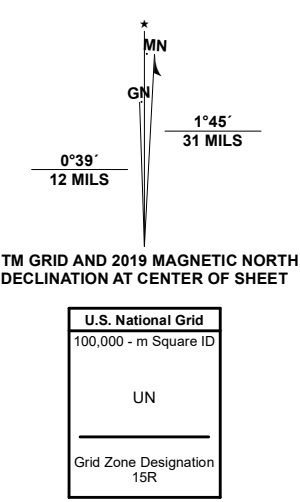 ★
MN
GN
1°45´
31 MILS
0°39´
12 MILS
TM GRID AND 2019 MAGNETIC NORTH
DECLINATION AT CENTER OF SHEET
U.S. National Grid
100,000 - m Square ID
UN
Grid Zone Designation
15R